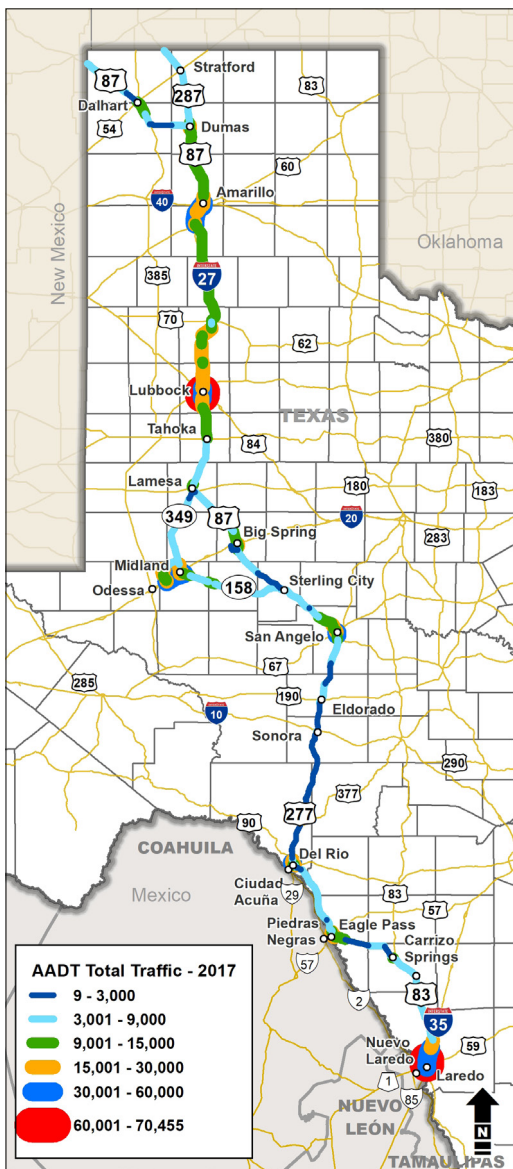 87
Stratford
83
Dalhart
287
54
Dumas
87
60
Amarillo
40
New Mexico
Oklahoma
385
27
70
62
Lubbock
TEXAS
Tahoka
84
380
Lamesa
180
183
349
87
20
Big Spring
283
Midland
158
Sterling City
Odessa
San Angelo
67
285
190
Eldorado
10
Sonora
290
377
277
90
COAHUILA
Del Rio
Mexico
Ciudad
Acuña
29
83
57
Piedras
Negras
Eagle Pass
Carrizo
Springs
57
83
2
35
Nuevo
Laredo
59
Laredo
1
85
NUEVO
LEÓN
N
TAMAULIPAS
AADT Total Traffic - 2017
9 - 3,000
3,001 - 9,000
9,001 - 15,000
15,001 - 30,000
30,001 - 60,000
60,001 - 70,455